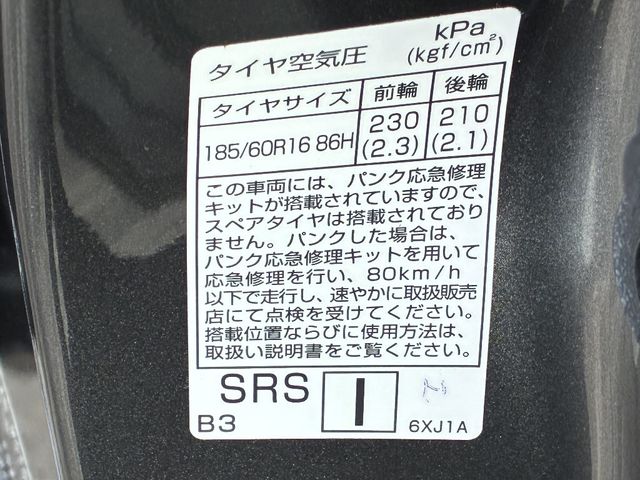 タイヤ空気圧 kPa
(kgf/cm²)
タイヤサイズ 前輪 後輪
185/60R16 86H 230 210
(2.3) (2.1)
この車両には、パンク応急修理
キットが搭載されていますので、
スペアタイヤは搭載されており
ません。パンクした場合は、
パンク応急修理キットを用いて
応急修理を行い、80km/h
以下で走行し、速やかに取扱販売
店にて点検を受けてください。
搭載位置ならびに使用方法は、
取扱い説明書をご覧ください。
SRS I
B3 6XJ1A